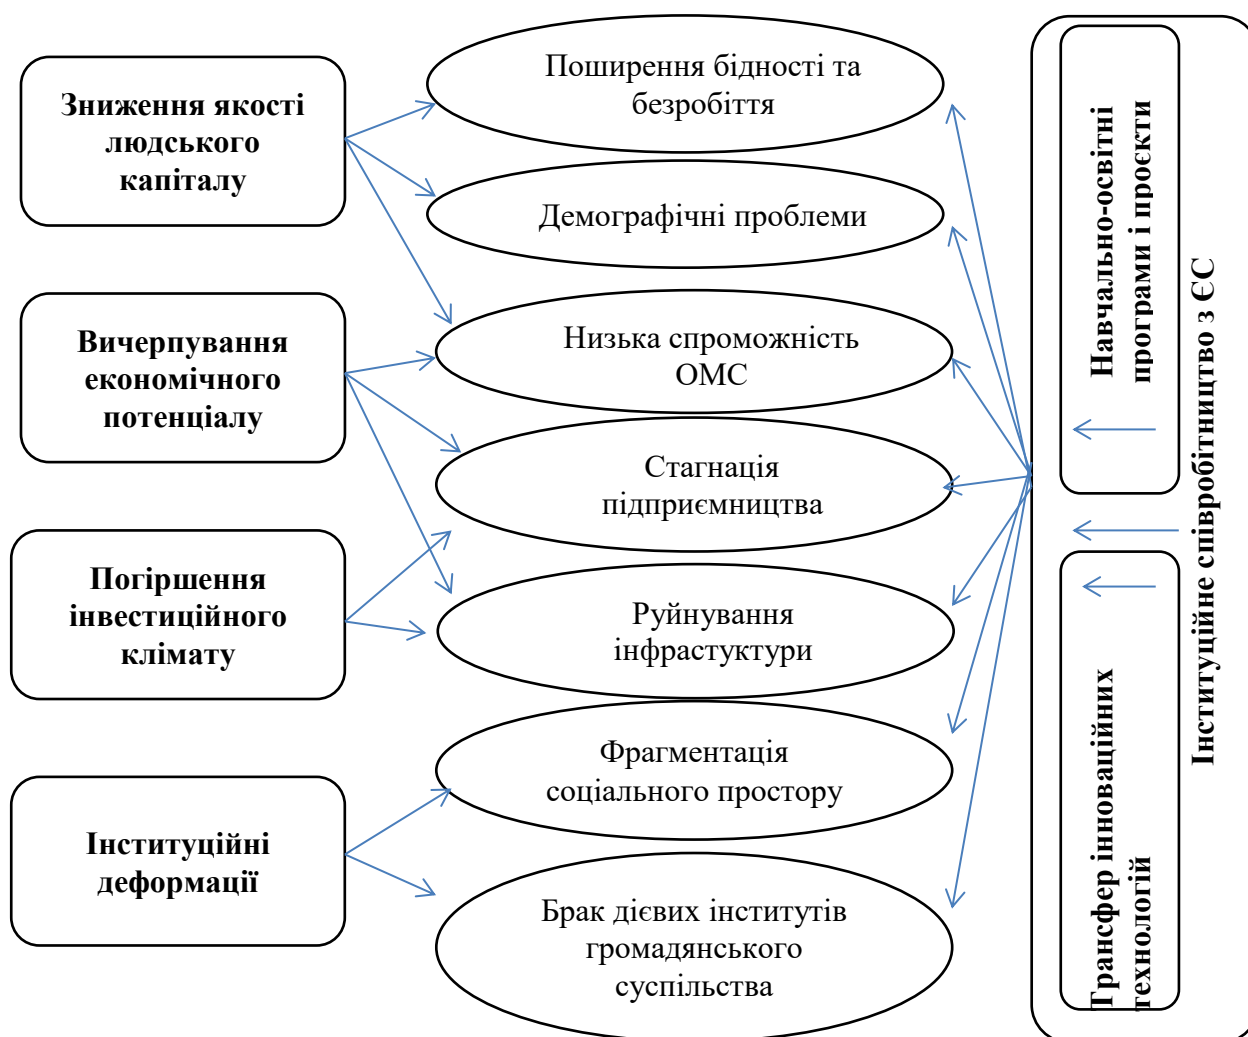 Зниження якості
людського
капіталу
Вичерпування
економічного
потенціалу
Погіршення
інвестиційного
клімату
Інституційні
деформації
Поширення бідності та
безробіття
Демографічні проблеми
Низька спроможність
ОМС
Стагнація
підприємництва
Руйнування
інфрастуктури
Фрагментація
соціального простору
Брак дієвих інститутів
громадянського
суспільства
Навчально-освітні
програми і проєкти
Трансфер інноваційних
технологій
Інституційне співробітництво з ЄС